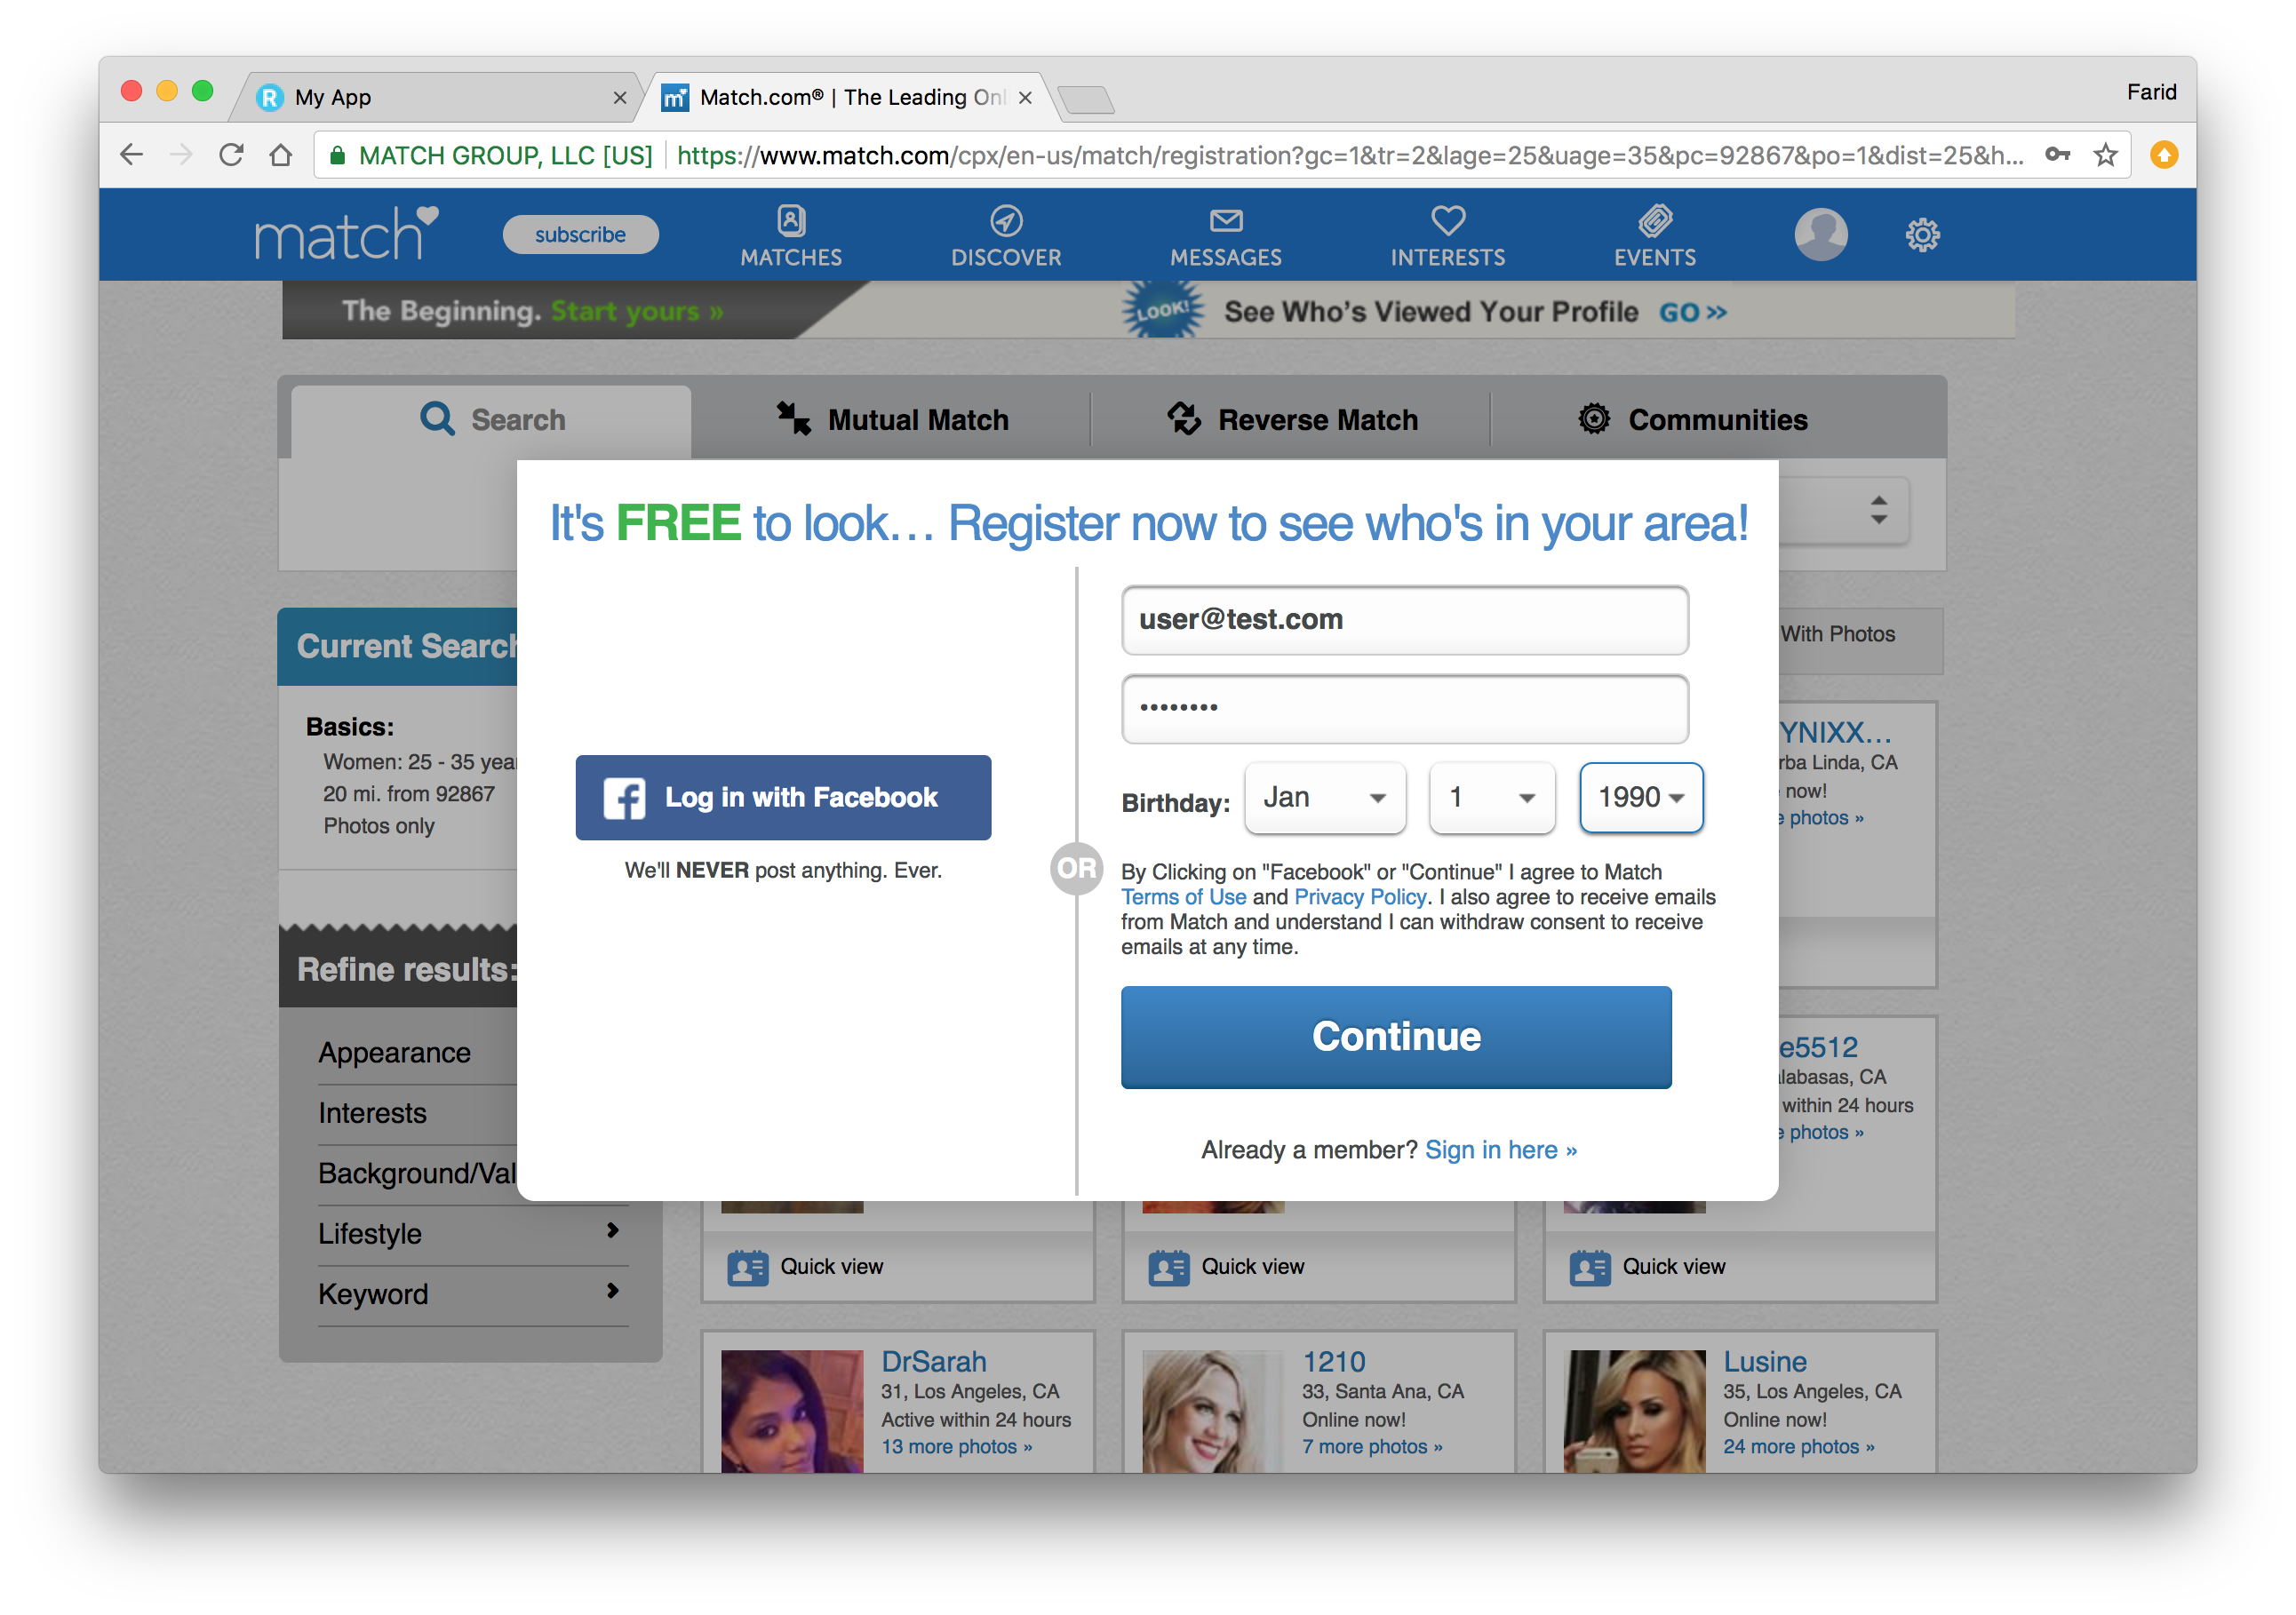 My App
Match.com® | The Leading Onl
Farid
MATCH GROUP, LLC [US]
https://www.match.com/cpx/en-us/match/registration?gc=1&tr=2&lage=25&uage=35&pc=92867&po=1&dist=25&h...
match
subscribe
MATCHES
DISCOVER
MESSAGES
INTERESTS
EVENTS
The Beginning. Start yours »
LOOK!
See Who's Viewed Your Profile GO »
Search
Mutual Match
Reverse Match
Communities
It's FREE to look… Register now to see who's in your area!
Log in with Facebook
We'll NEVER post anything. Ever.
OR
user@test.com
••••••••
Birthday:
Jan
1
1990
By Clicking on "Facebook" or "Continue" I agree to Match
Terms of Use and Privacy Policy. I also agree to receive emails
from Match and understand I can withdraw consent to receive
emails at any time.
Continue
Already a member? Sign in here »
Current Search
Basics:
Women: 25 - 35 yea
20 mi. from 92867
Photos only
Refine results:
Appearance
Interests
Background/Val
Lifestyle
Keyword
With Photos
YNIXX…
rba Linda, CA
now!
photos »
e5512
labasas, CA
within 24 hours
photos »
Quick view
Quick view
Quick view
DrSarah
31, Los Angeles, CA
Active within 24 hours
13 more photos »
1210
33, Santa Ana, CA
Online now!
7 more photos »
Lusine
35, Los Angeles, CA
Online now!
24 more photos »